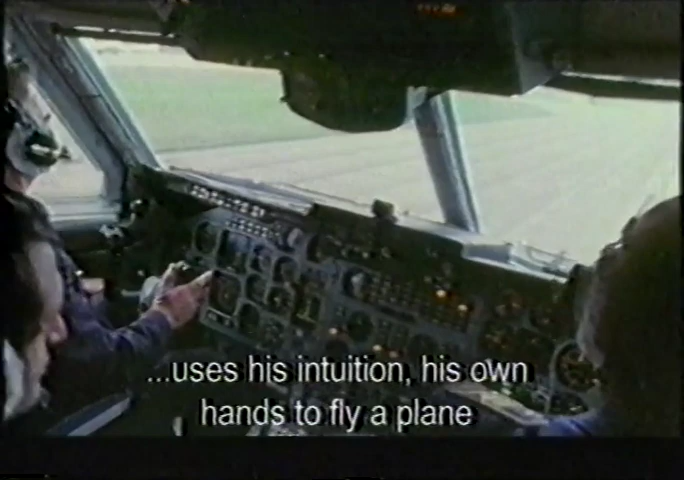 ...uses his intuition, his own
hands to fly a plane